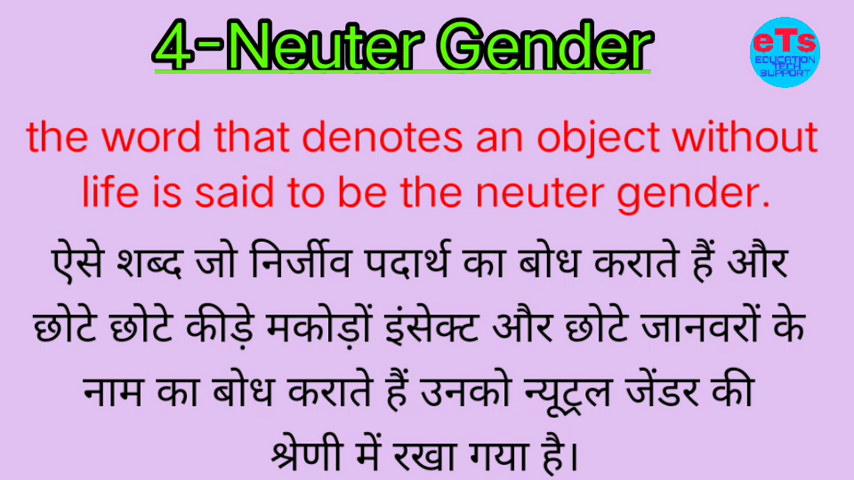 4-Neuter Gender
eTs
EDUCATION
TECH
SUPPORT
the word that denotes an object without
life is said to be the neuter gender.
ऐसे शब्द जो निर्जीव पदार्थ का बोध कराते हैं और
छोटे छोटे कीड़े मकोड़ों इंसेक्ट और छोटे जानवरों के
नाम का बोध कराते हैं उनको न्यूट्रल जेंडर की
श्रेणी में रखा गया है।